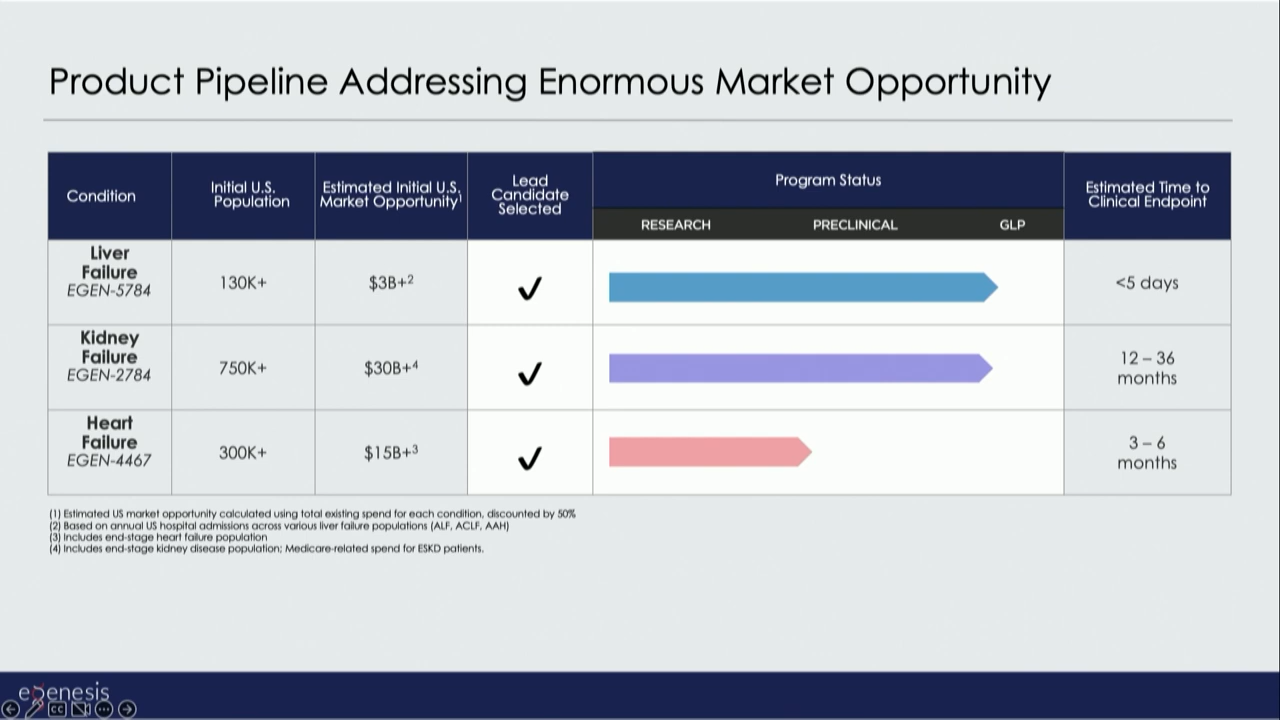 Product Pipeline Addressing Enormous Market Opportunity
Condition
Initial U.S.
Population
Estimated Initial U.S.
Market Opportunity¹
Lead
Candidate
Selected
Program Status
RESEARCH PRECLINICAL GLP
Estimated Time to
Clinical Endpoint
Liver
Failure
EGEN-5784
130K+
$3B+²
✓
<5 days
Kidney
Failure
EGEN-2784
750K+
$30B+⁴
✓
12 – 36
months
Heart
Failure
EGEN-4467
300K+
$15B+³
✓
3 – 6
months
(1) Estimated US market opportunity calculated using total existing spend for each condition, discounted by 50%
(2) Based on annual US hospital admissions across various liver failure populations (ALF, ACLF, AAH)
(3) Includes end-stage heart failure population
(4) Includes end-stage kidney disease population; Medicare-related spend for ESKD patients.
egenesis
CC